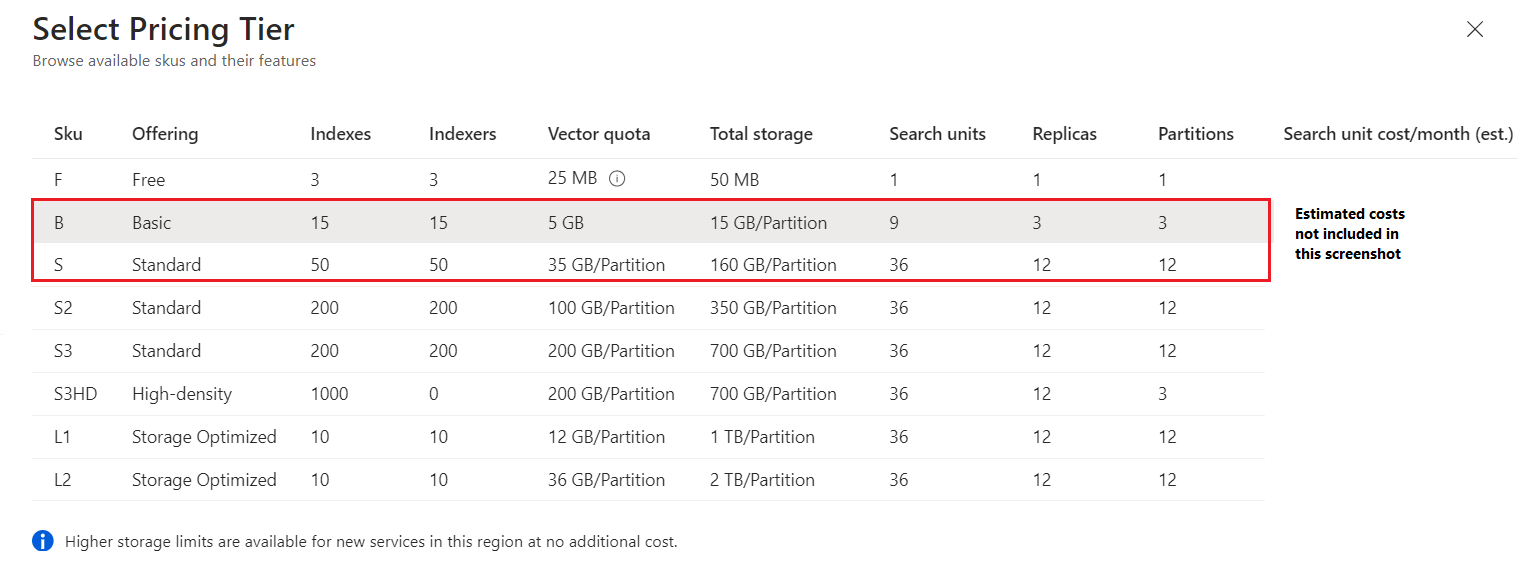 Select Pricing Tier
Browse available skus and their features
Sku Offering Indexes Indexers Vector quota Total storage Search units Replicas Partitions Search unit cost/month (est.)
F Free 3 3 25 MB 50 MB 1 1 1
B Basic 15 15 5 GB 15 GB/Partition 9 3 3
S Standard 50 50 35 GB/Partition 160 GB/Partition 36 12 12
Estimated costs
not included in
this screenshot
S2 Standard 200 200 100 GB/Partition 350 GB/Partition 36 12 12
S3 Standard 200 200 200 GB/Partition 700 GB/Partition 36 12 12
S3HD High-density 1000 0 200 GB/Partition 700 GB/Partition 36 12 3
L1 Storage Optimized 10 10 12 GB/Partition 1 TB/Partition 36 12 12
L2 Storage Optimized 10 10 36 GB/Partition 2 TB/Partition 36 12 12
Higher storage limits are available for new services in this region at no additional cost.